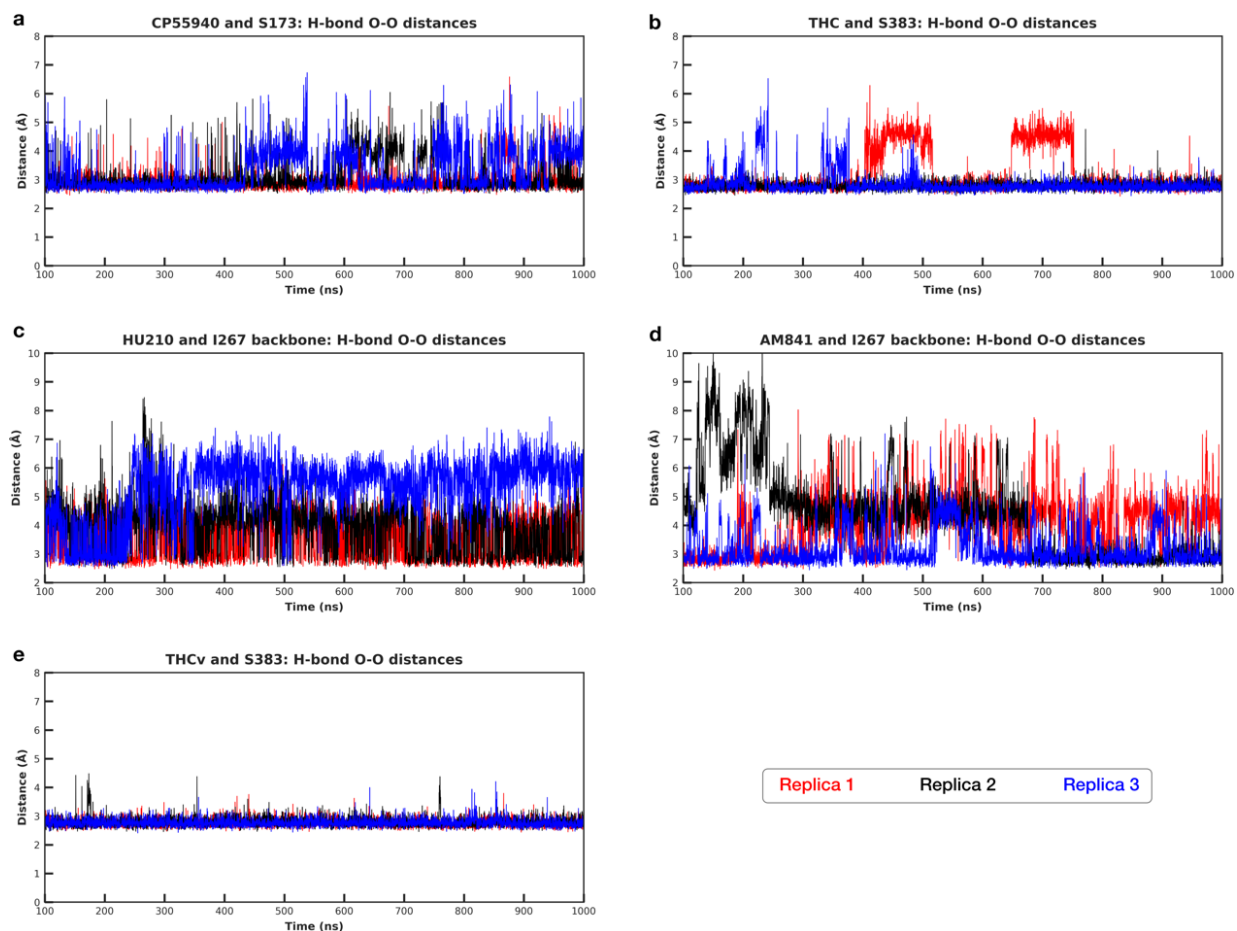 a
CP55940 and S173: H-bond O-O distances
Distance (Å)
8
7
6
5
4
3
2
1
0
100 200 300 400 500 600 700 800 900 1000
Time (ns)
b
THC and S383: H-bond O-O distances
Distance (Å)
8
7
6
5
4
3
2
1
0
100 200 300 400 500 600 700 800 900 1000
Time (ns)
c
HU210 and I267 backbone: H-bond O-O distances
Distance (Å)
10
9
8
7
6
5
4
3
2
100 200 300 400 500 600 700 800 900 1000
Time (ns)
d
AM841 and I267 backbone: H-bond O-O distances
Distance (Å)
10
9
8
7
6
5
4
3
2
100 200 300 400 500 600 700 800 900 1000
Time (ns)
e
THCv and S383: H-bond O-O distances
Distance (Å)
8
7
6
5
4
3
2
1
0
100 200 300 400 500 600 700 800 900 1000
Time (ns)
Replica 1 Replica 2 Replica 3